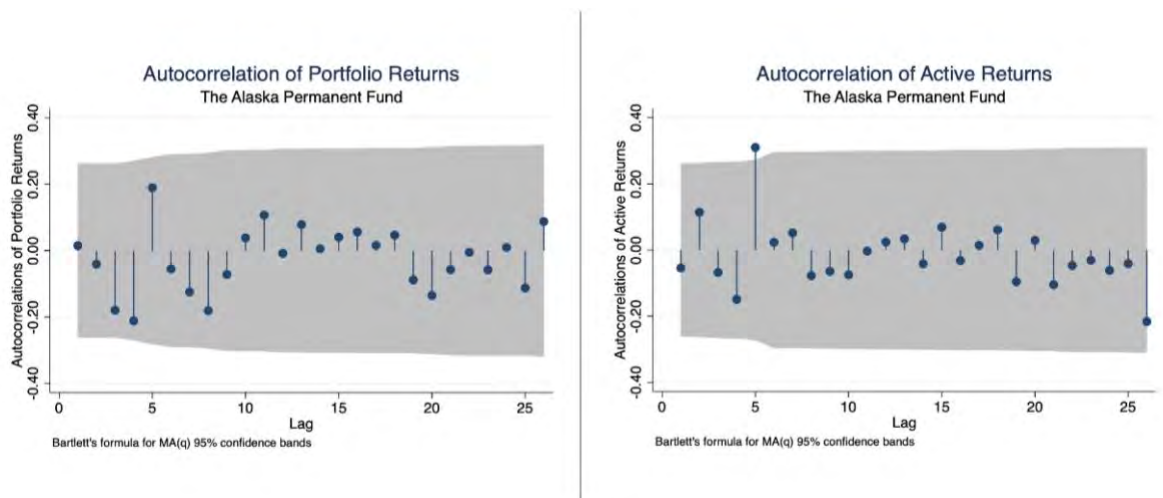 Autocorrelation of Portfolio Returns
The Alaska Permanent Fund
Autocorrelations of Portfolio Returns
0.40
0.20
0.00
-0.20
-0.40
0 5 10 15 20 25
Lag
Bartlett's formula for MA(q) 95% confidence bands
Autocorrelation of Active Returns
The Alaska Permanent Fund
Autocorrelations of Active Returns
0.40
0.20
0.00
-0.20
-0.40
0 5 10 15 20 25
Lag
Bartlett's formula for MA(q) 95% confidence bands